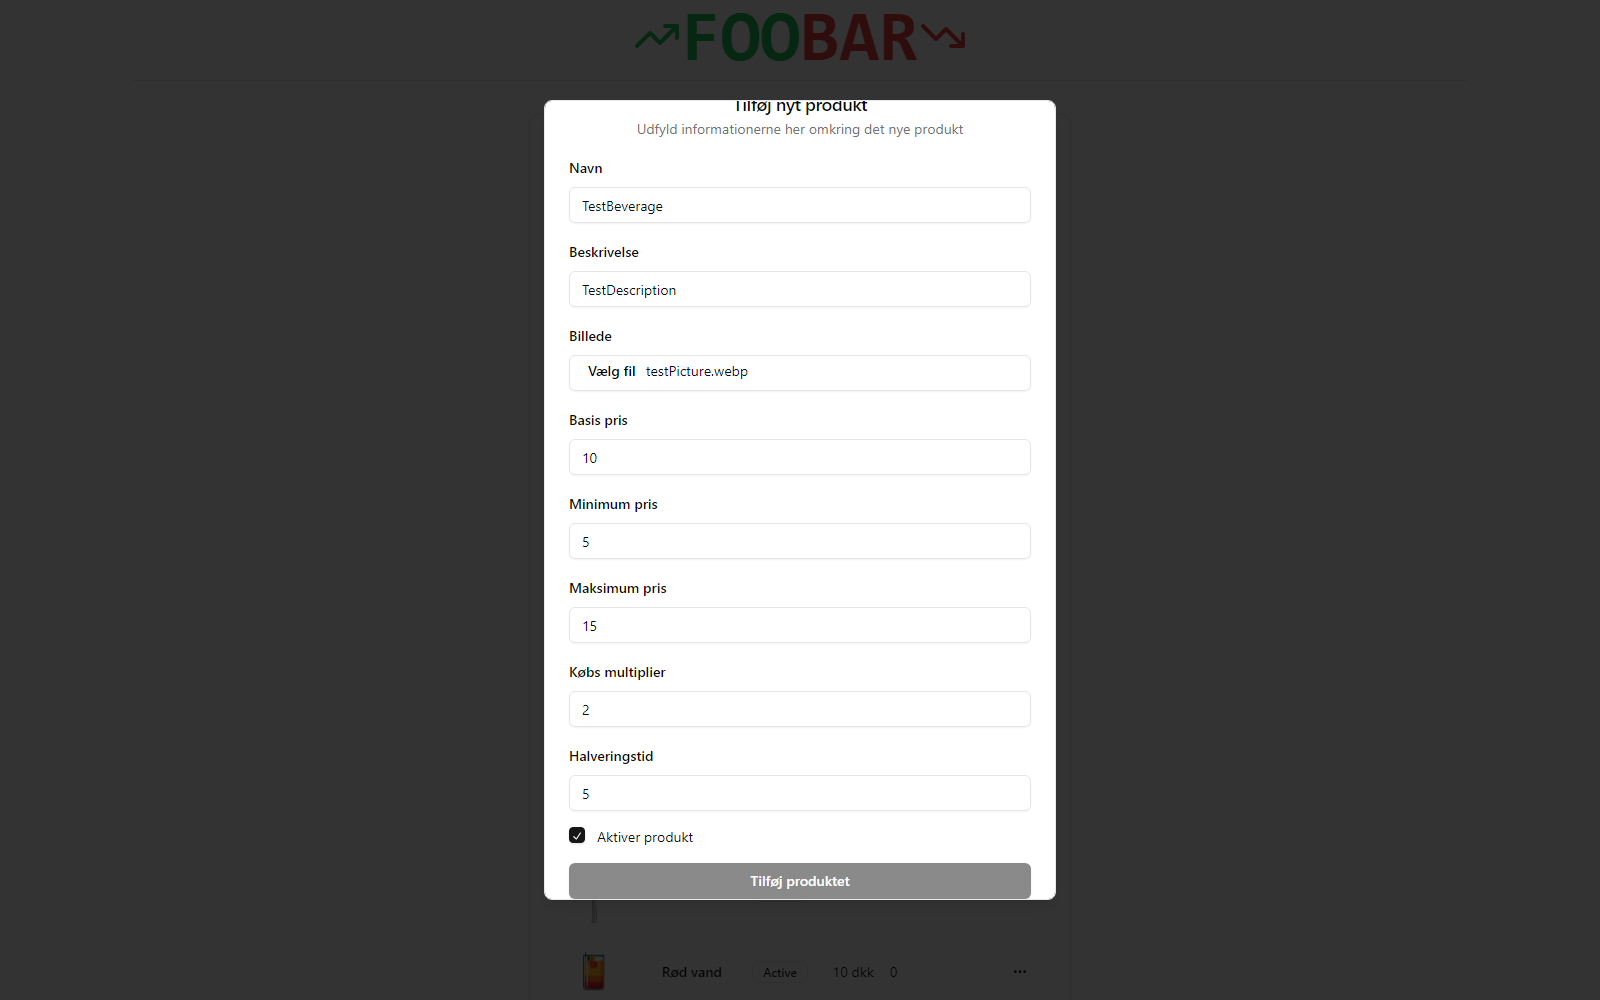 FOOBAR
Tilføj nyt produkt
Udfyld informationerne her omkring det nye produkt
Navn
TestBeverage
Beskrivelse
TestDescription
Billede
Vælg fil testPicture.webp
Basis pris
10
Minimum pris
5
Maksimum pris
15
Købs multiplier
2
Halveringstid
5
Aktiver produkt
Tilføj produktet
Rød vand Active 10 dkk 0 ...